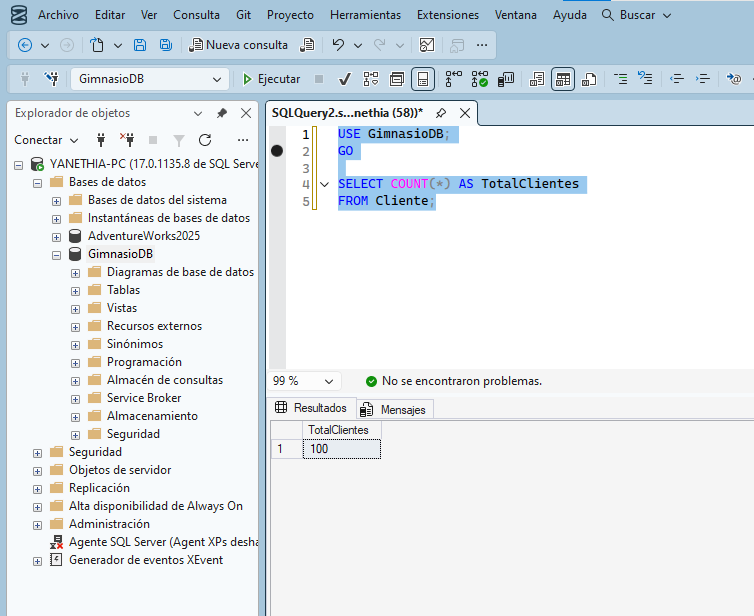 Archivo Editar Ver Consulta Git Proyecto Herramientas Extensiones Ventana Ayuda Buscar
Nueva consulta
GimnasioDB Ejecutar
Explorador de objetos
Conectar
YANETHIA-PC (17.0.1135.8 de SQL Serve
Bases de datos
Bases de datos del sistema
Instantáneas de bases de datos
AdventureWorks2025
GimnasioDB
Diagramas de base de datos
Tablas
Vistas
Recursos externos
Sinónimos
Programación
Almacén de consultas
Service Broker
Almacenamiento
Seguridad
Seguridad
Objetos de servidor
Replicación
Alta disponibilidad de Always On
Administración
Agente SQL Server (Agent XPs desha
Generador de eventos XEvent
SQLQuery2.s...nethia (58))*
1 USE GimnasioDB;
2 GO
3
4 SELECT COUNT(*) AS TotalClientes
5 FROM Cliente;
99 % No se encontraron problemas.
Resultados Mensajes
TotalClientes
1 100